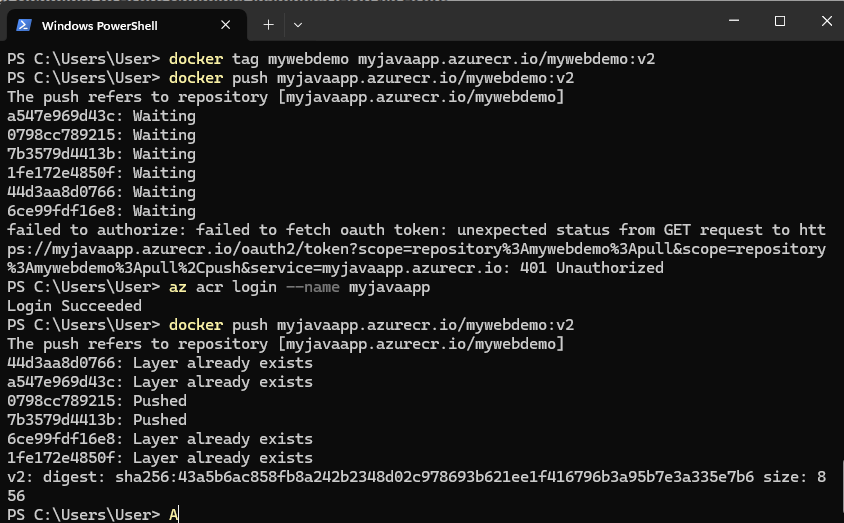 Windows PowerShell
PS C:\Users\User> docker tag mywebdemo myjavaapp.azurecr.io/mywebdemo:v2
PS C:\Users\User> docker push myjavaapp.azurecr.io/mywebdemo:v2
The push refers to repository [myjavaapp.azurecr.io/mywebdemo]
a547e969d43c: Waiting
0798cc789215: Waiting
7b3579d4413b: Waiting
1fe172e4850f: Waiting
44d3aa8d0766: Waiting
6ce99fdf16e8: Waiting
failed to authorize: failed to fetch oauth token: unexpected status from GET request to htt
ps://myjavaapp.azurecr.io/oauth2/token?scope=repository%3Amywebdemo%3Apull&scope=repository
%3Amywebdemo%3Apull%2Cpush&service=myjavaapp.azurecr.io: 401 Unauthorized
PS C:\Users\User> az acr login --name myjavaapp
Login Succeeded
PS C:\Users\User> docker push myjavaapp.azurecr.io/mywebdemo:v2
The push refers to repository [myjavaapp.azurecr.io/mywebdemo]
44d3aa8d0766: Layer already exists
a547e969d43c: Layer already exists
0798cc789215: Pushed
7b3579d4413b: Pushed
6ce99fdf16e8: Layer already exists
1fe172e4850f: Layer already exists
v2: digest: sha256:43a5b6ac858fb8a242b2348d02c978693b621ee1f416796b3a95b7e3a335e7b6 size: 8
56
PS C:\Users\User> A